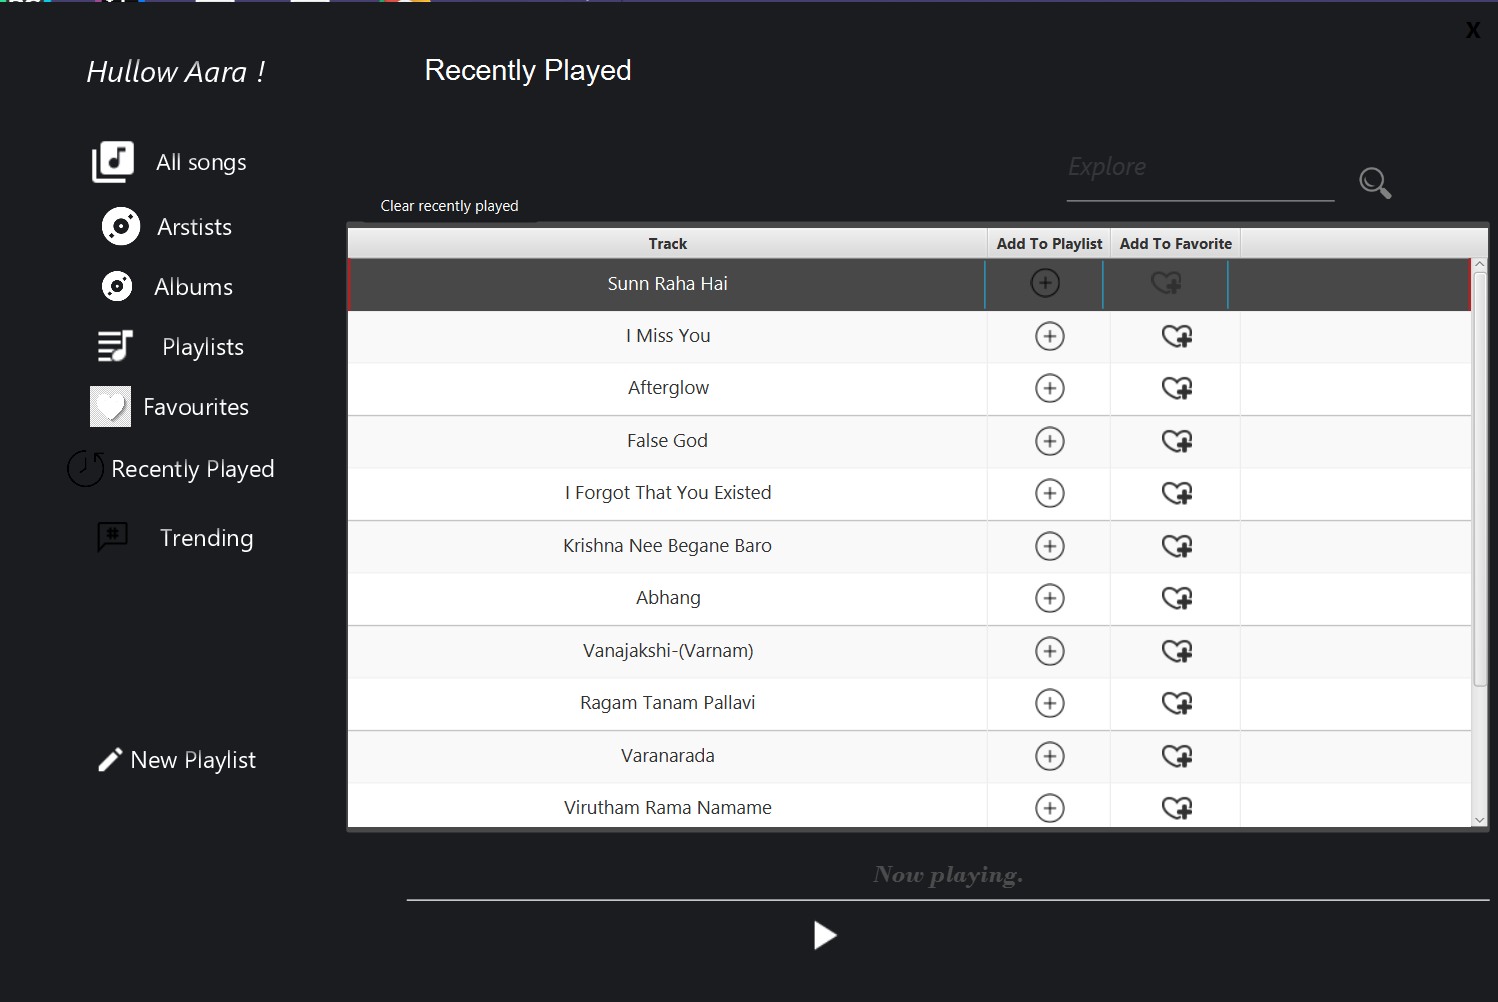 X
Hullow Aara !
Recently Played
All songs
Explore
Clear recently played
Arstists
Albums
Playlists
Favourites
Recently Played
Trending
New Playlist
Track Add To Playlist Add To Favorite
Sunn Raha Hai
I Miss You
Afterglow
False God
I Forgot That You Existed
Krishna Nee Begane Baro
Abhang
Vanajakshi-(Varnam)
Ragam Tanam Pallavi
Varanarada
Virutham Rama Namame
Now playing.